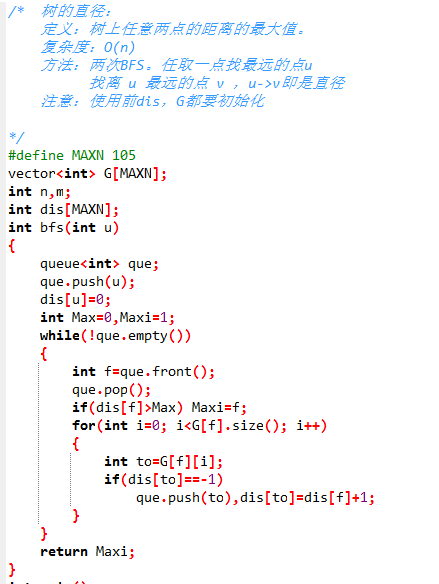 /*  树的直径：
定义：树上任意两点的距离的最大值。
复杂度：O(n)
方法：两次BFS。任取一点找最远的点u
找离 u 最远的点 v ，u->v即是直径
注意：使用前dis，G都要初始化
*/
#define MAXN 105
vector<int> G[MAXN];
int n,m;
int dis[MAXN];
int bfs(int u)
{
queue<int> que;
que.push(u);
dis[u]=0;
int Max=0,Maxi=1;
while(!que.empty())
{
int f=que.front();
que.pop();
if(dis[f]>Max) Maxi=f;
for(int i=0; i<G[f].size(); i++)
{
int to=G[f][i];
if(dis[to]==-1)
que.push(to),dis[to]=dis[f]+1;
}
}
return Maxi;
}